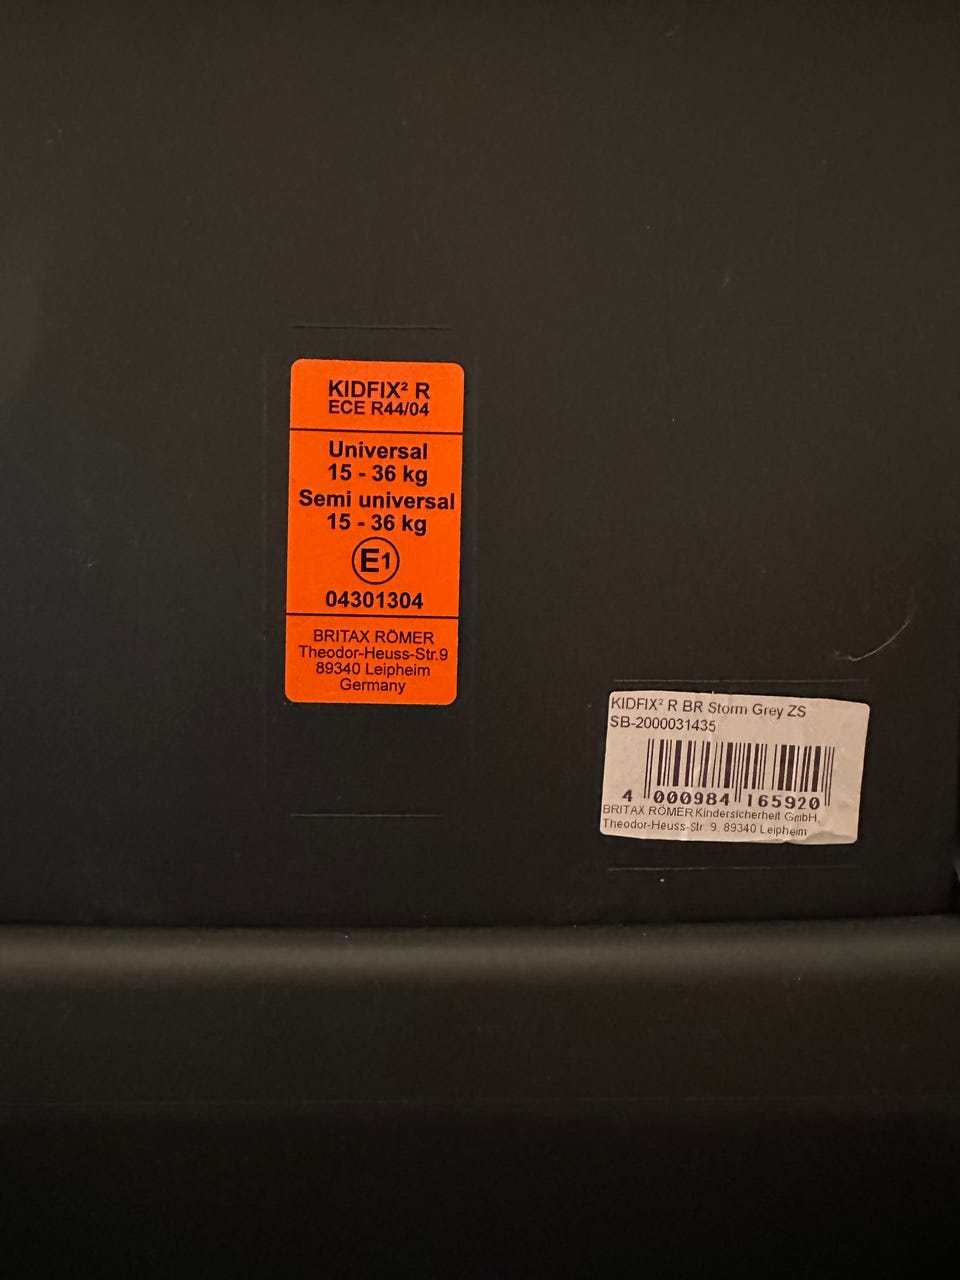 KIDFIX² R
ECE R44/04
Universal
15 - 36 kg
Semi universal
15 - 36 kg
E1
04301304
BRITAX RÖMER
Theodor-Heuss-Str.9
89340 Leipheim
Germany
KIDFIX² R BR Storm Grey ZS
SB-2000031435
4 000984 165920
BRITAX RÖMER Kindersicherheit GmbH
Theodor-Heuss-Str. 9, 89340 Leipheim